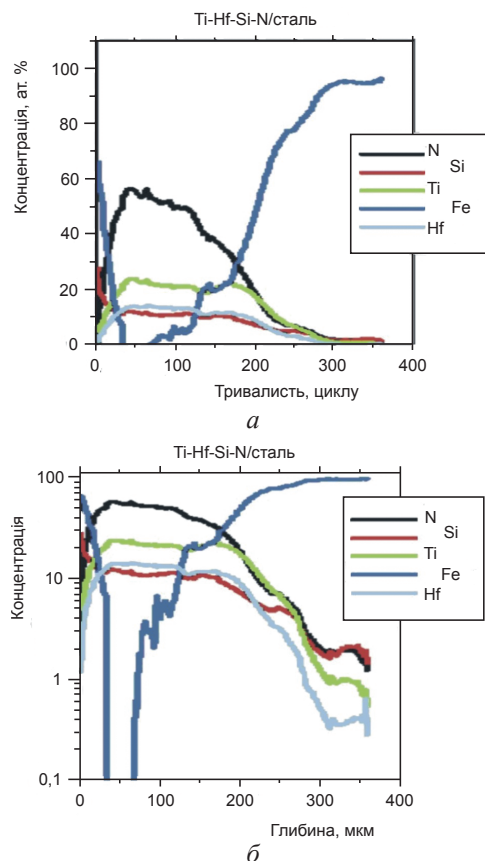 Ti-Hf-Si-N/сталь
Концентрація, ат. %
100
80
60
40
20
0
N
Si
Ti
Fe
Hf
0
100
200
300
400
Тривалисть, циклу
а
Ti-Hf-Si-N/сталь
Концентрація
100
10
1
0,1
N
Si
Ti
Fe
Hf
0
100
200
300
400
Глибина, мкм
б